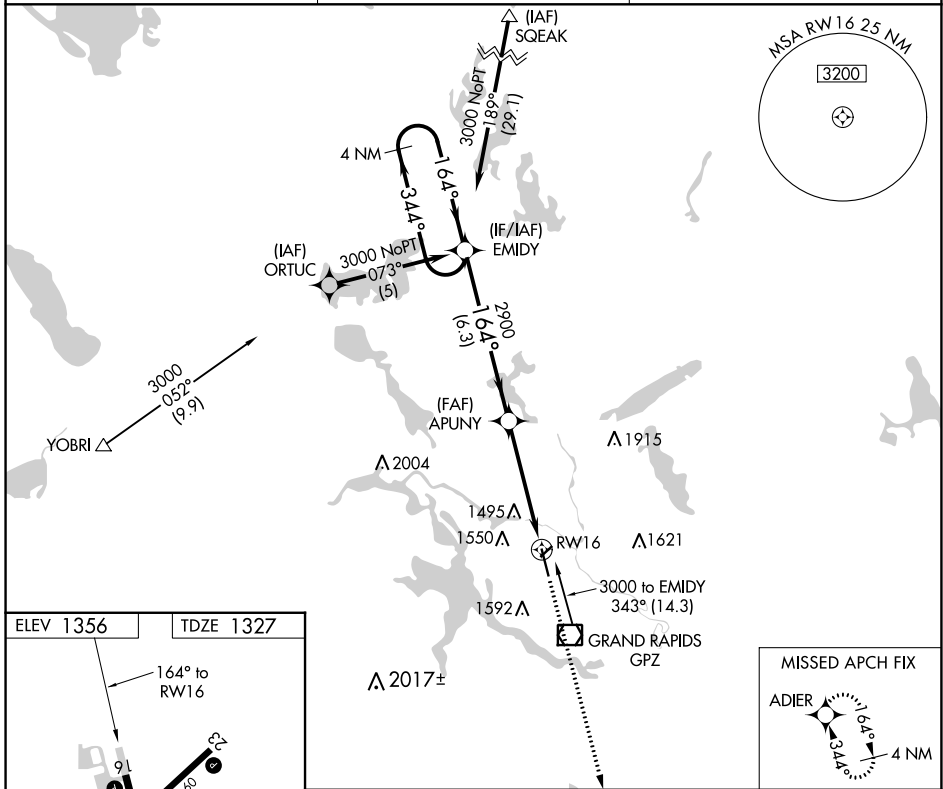 (IAF)
SQEAK
MSA RW16 25 NM
3200
3000 NoPT
189°
(29.1)
4 NM
164°
344°
(IF/IAF)
EMIDY
(IAF)
ORTUC
3000 NoPT
073°
(5)
2900
164°
(6.3)
3000
052°
(9.9)
YOBRI
(FAF)
APUNY
1915
2004
1495
1550
RW16
1621
3000 to EMIDY
343° (14.3)
1592
GRAND RAPIDS
GPZ
2017±
ELEV 1356
TDZE 1327
164° to
RW16
16
23
60
P
MISSED APCH FIX
ADIER
164°
344°
4 NM